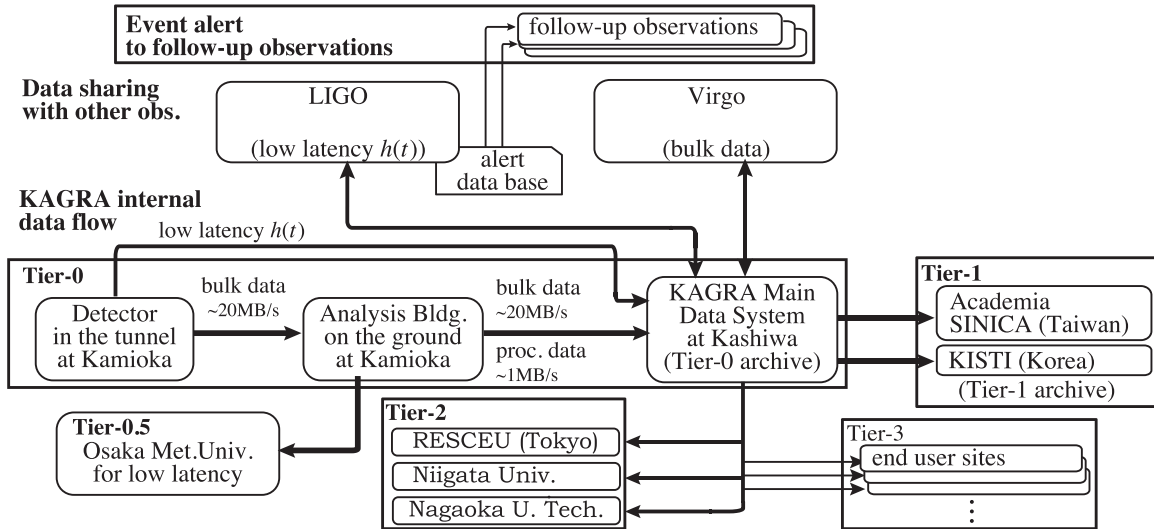 Event alert
to follow-up observations
follow-up observations
Data sharing
with other obs.
LIGO
(low latency h(t))
alert
data base
Virgo
(bulk data)
KAGRA internal
data flow
low latency h(t)
Tier-0
Detector
in the tunnel
at Kamioka
bulk data
~20MB/s
Analysis Bldg.
on the ground
at Kamioka
bulk data
~20MB/s
proc. data
~1MB/s
KAGRA Main
Data System
at Kashiwa
(Tier-0 archive)
Tier-1
Academia
SINICA (Taiwan)
KISTI (Korea)
(Tier-1 archive)
Tier-0.5
Osaka Met.Univ.
for low latency
Tier-2
RESCEU (Tokyo)
Niigata Univ.
Nagaoka U. Tech.
Tier-3
end user sites
⋮